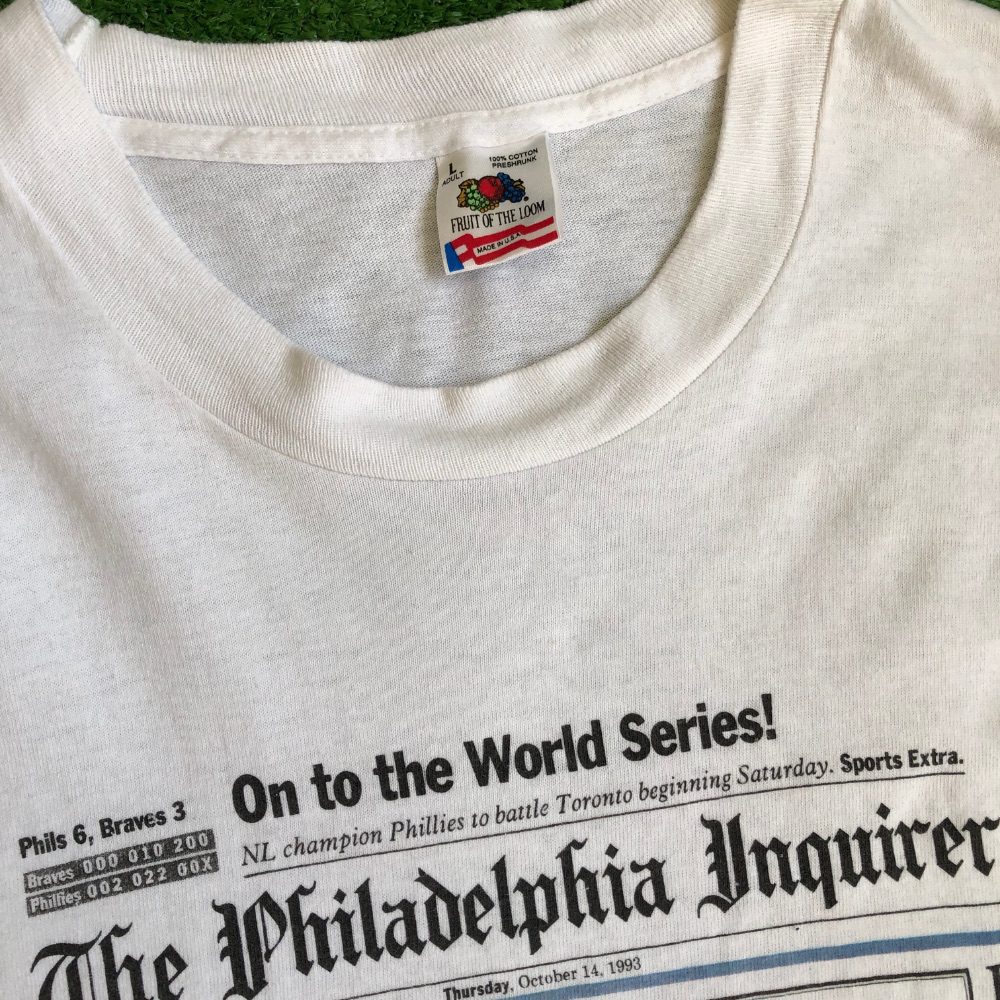 L
ADULT
100% COTTON
PRESHRUNK
FRUIT OF THE LOOM
MADE IN U.S.A.
On to the World Series!
NL champion Phillies to battle Toronto beginning Saturday. Sports Extra.
Phils 6, Braves 3
Braves 000 010 200
Phillies 002 022 00X
The Philadelphia Inquirer
Thursday, October 14, 1993